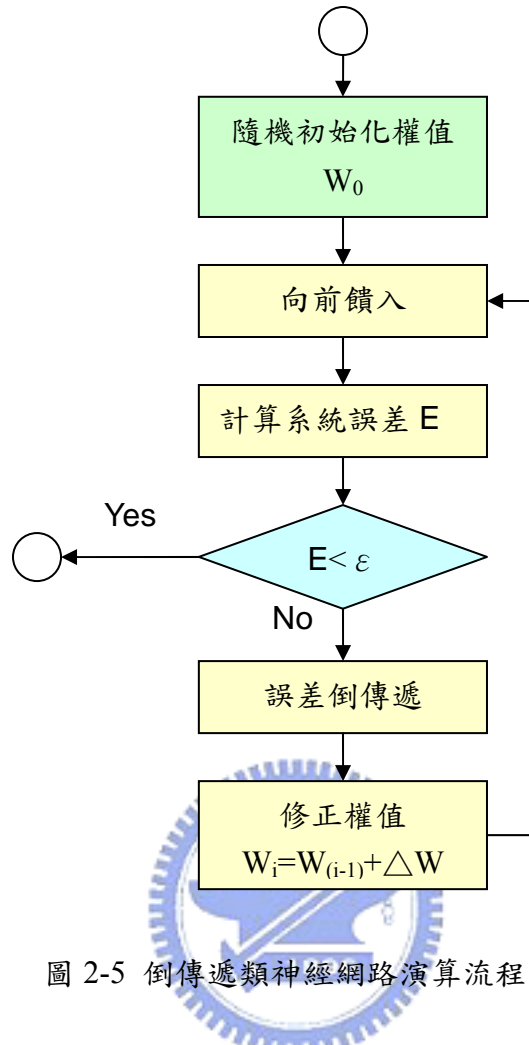 隨機初始化權值
W₀
向前饋入
計算系統誤差 E
Yes
E< ε
No
誤差倒傳遞
修正權值
Wᵢ=W₍ᵢ₋₁₎+△W
圖 2-5 倒傳遞類神經網路演算流程